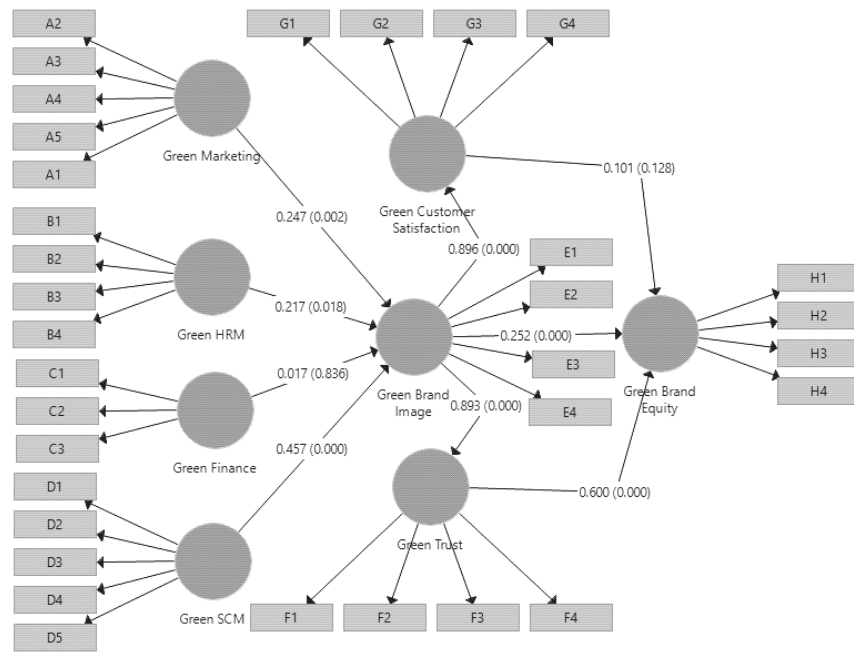 A2
A3
A4
A5
A1
Green Marketing
G1
G2
G3
G4
Green Customer
Satisfaction
0.101 (0.128)
0.247 (0.002)
0.896 (0.000)
B1
B2
B3
B4
Green HRM
0.217 (0.018)
E1
E2
E3
E4
0.252 (0.000)
Green Brand
Image
H1
H2
H3
H4
Green Brand
Equity
C1
C2
C3
Green Finance
0.017 (0.836)
0.893 (0.000)
0.457 (0.000)
D1
D2
D3
D4
D5
Green SCM
Green Trust
0.600 (0.000)
F1
F2
F3
F4